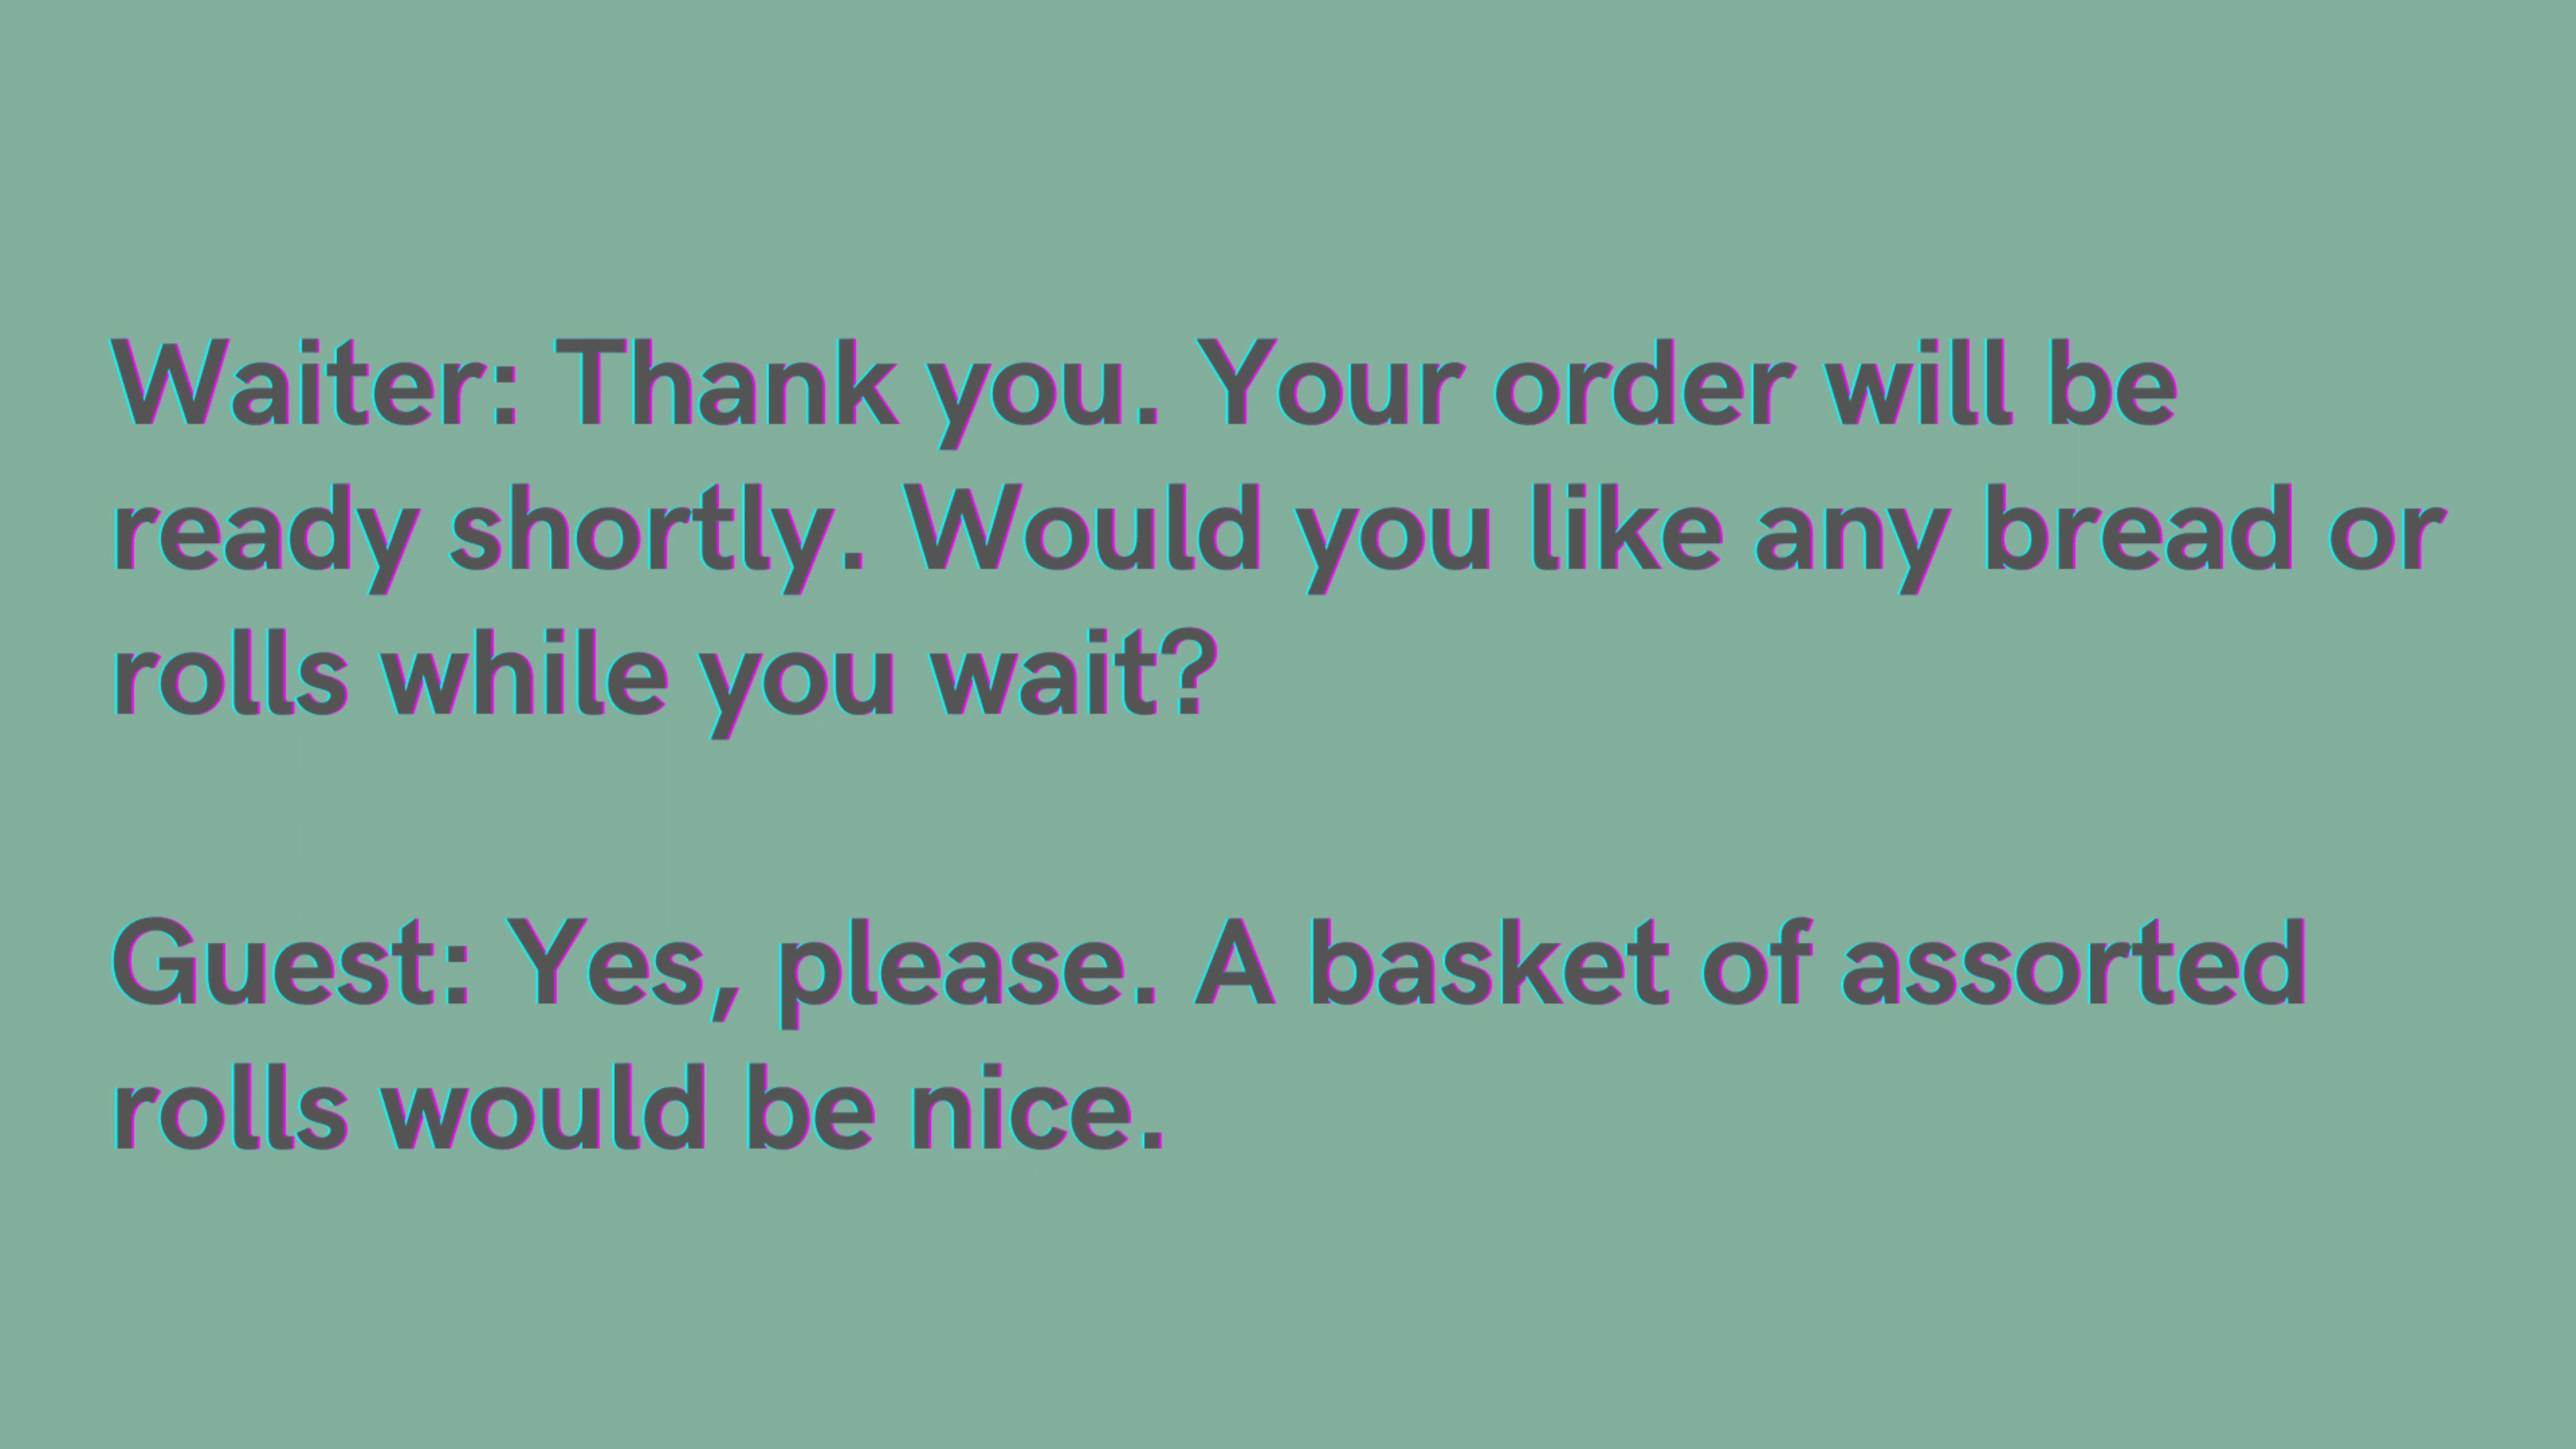 Waiter: Thank you. Your order will be
ready shortly. Would you like any bread or
rolls while you wait?
Guest: Yes, please. A basket of assorted
rolls would be nice.